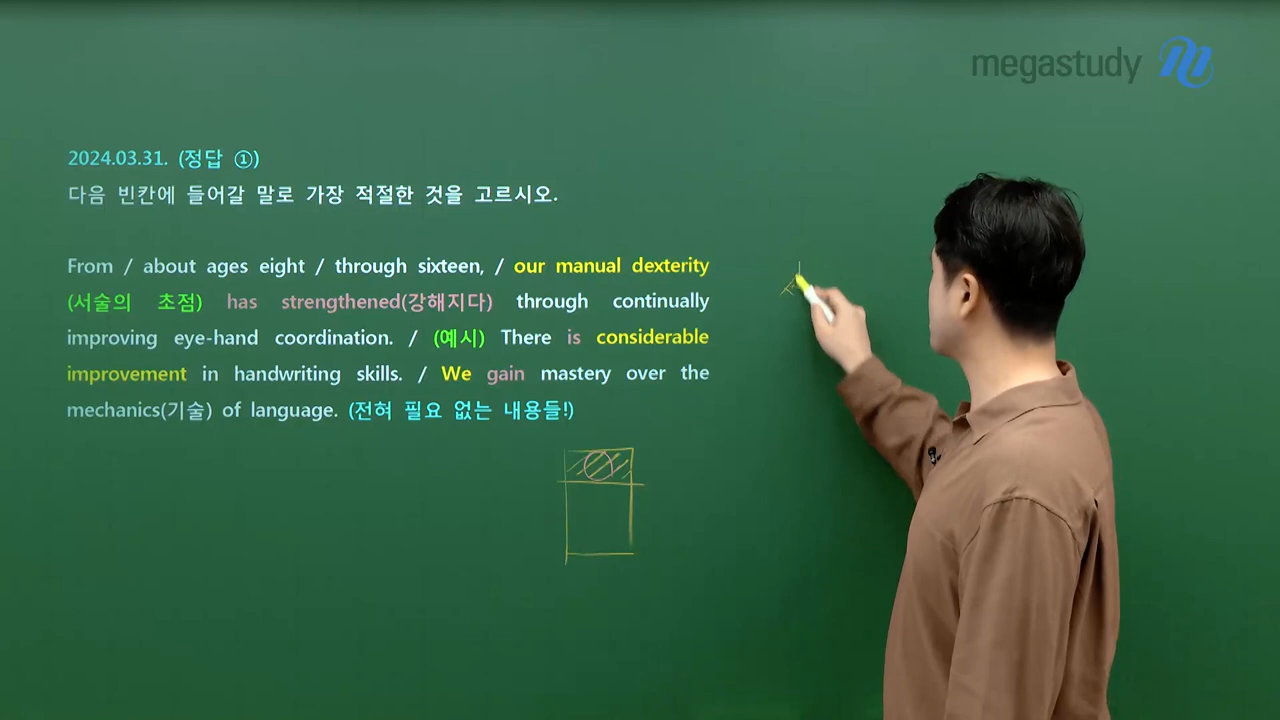 megastudy
2024.03.31. (정답 ①)
다음 빈칸에 들어갈 말로 가장 적절한 것을 고르시오.
From / about ages eight / through sixteen, / our manual dexterity
(서술의 초점) has strengthened(강해지다) through continually
improving eye-hand coordination. / (예시) There is considerable
improvement in handwriting skills. / We gain mastery over the
mechanics(기술) of language. (전혀 필요 없는 내용들!)